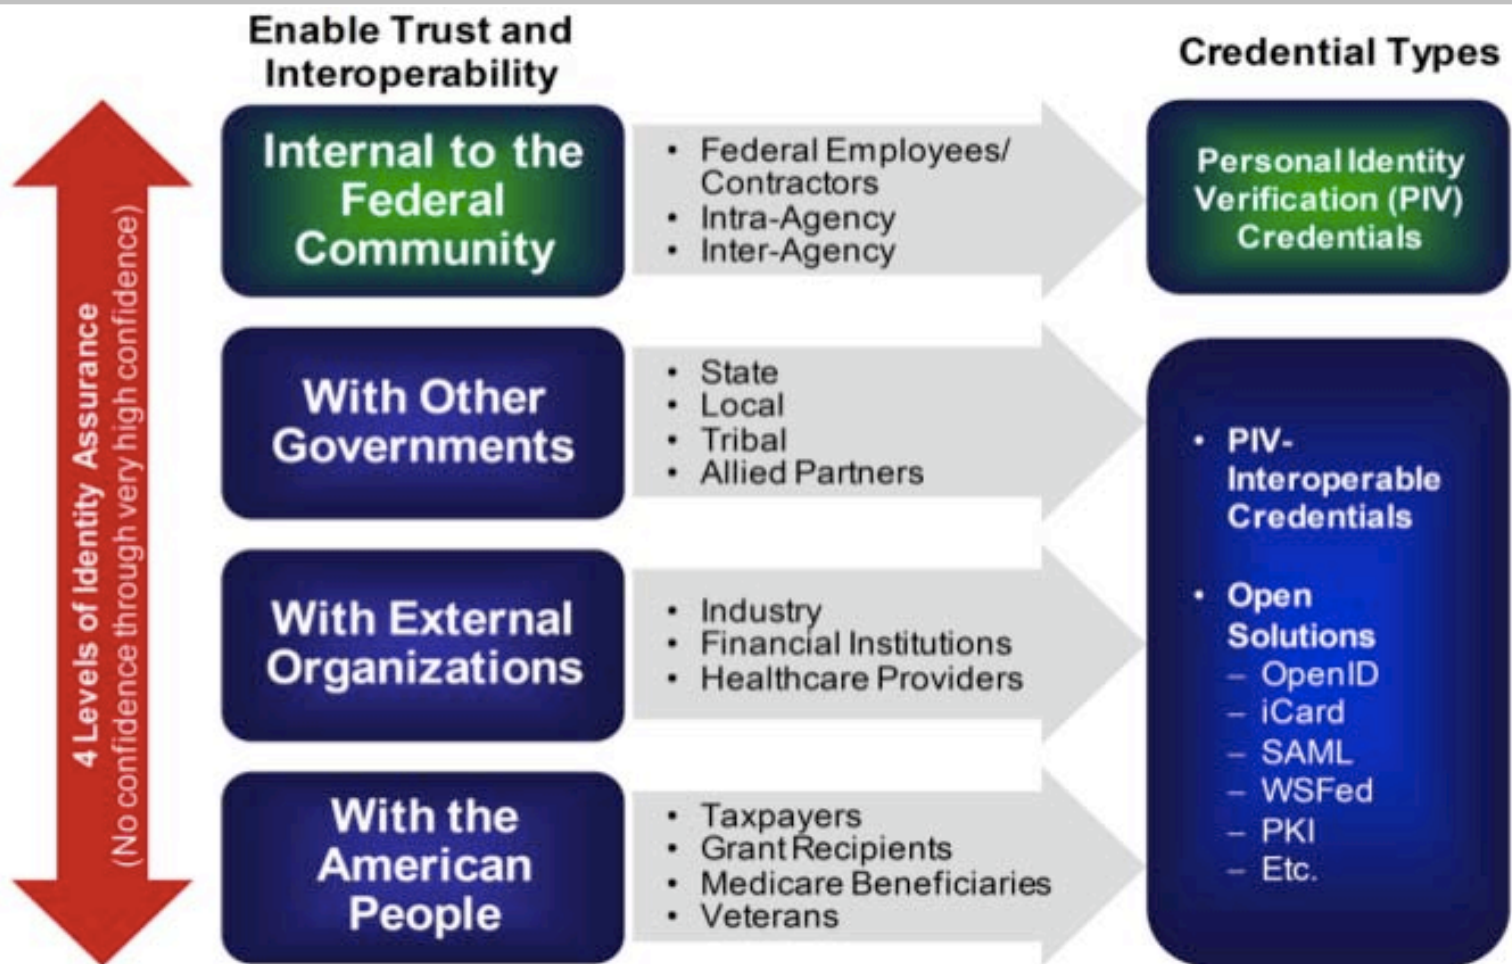 Enable Trust and
Interoperability
Credential Types
4 Levels of Identity Assurance
(No confidence through very high confidence)
Internal to the
Federal
Community
• Federal Employees/
Contractors
• Intra-Agency
• Inter-Agency
Personal Identity
Verification (PIV)
Credentials
With Other
Governments
• State
• Local
• Tribal
• Allied Partners
With External
Organizations
• Industry
• Financial Institutions
• Healthcare Providers
With the
American
People
• Taxpayers
• Grant Recipients
• Medicare Beneficiaries
• Veterans
• PIV-
Interoperable
Credentials
• Open
Solutions
– OpenID
– iCard
– SAML
– WSFed
– PKI
– Etc.